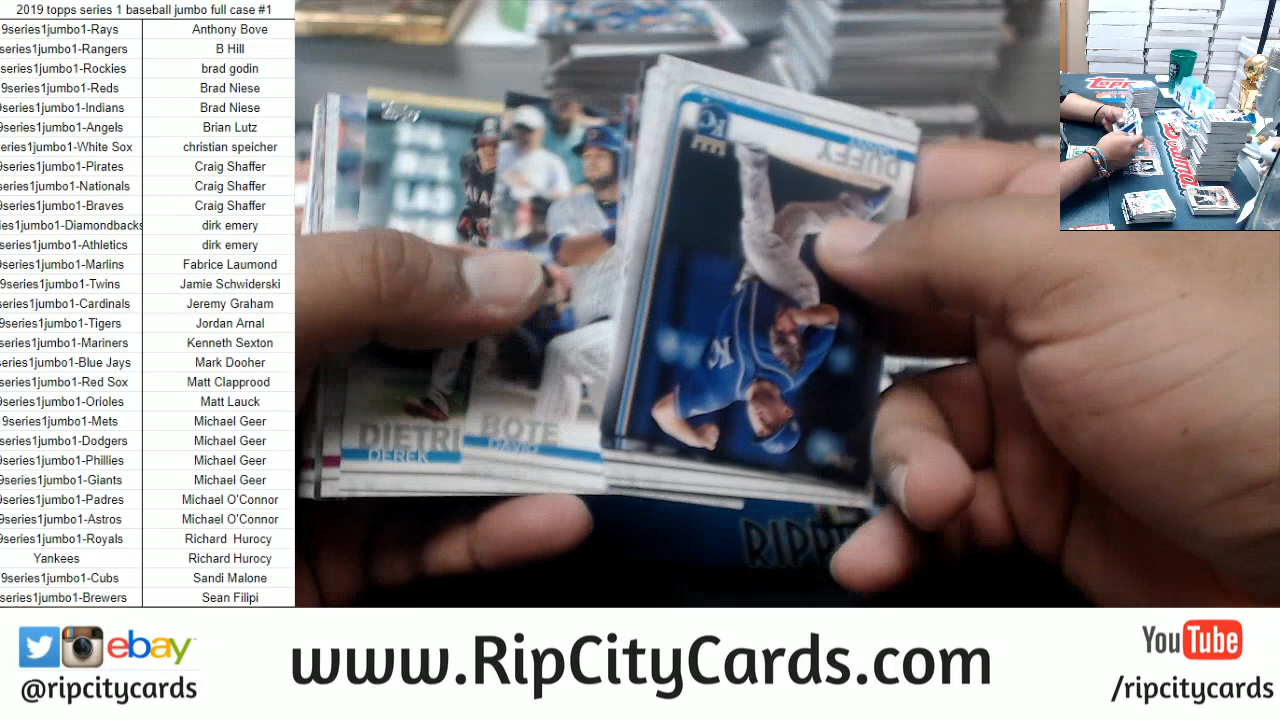 2019 topps series 1 baseball jumbo full case #1
9series1jumbo1-Rays Anthony Bove
series1jumbo1-Rangers B Hill
series1jumbo1-Rockies brad godin
9series1jumbo1-Reds Brad Niese
9series1jumbo1-Indians Brad Niese
9series1jumbo1-Angels Brian Lutz
series1jumbo1-White Sox christian speicher
9series1jumbo1-Pirates Craig Shaffer
series1jumbo1-Nationals Craig Shaffer
9series1jumbo1-Braves Craig Shaffer
ies1jumbo1-Diamondbacks dirk emery
series1jumbo1-Athletics dirk emery
9series1jumbo1-Marlins Fabrice Laumond
9series1jumbo1-Twins Jamie Schwiderski
series1jumbo1-Cardinals Jeremy Graham
9series1jumbo1-Tigers Jordan Arnal
series1jumbo1-Mariners Kenneth Sexton
series1jumbo1-Blue Jays Mark Dooher
series1jumbo1-Red Sox Matt Clapprood
series1jumbo1-Orioles Matt Lauck
9series1jumbo1-Mets Michael Geer
series1jumbo1-Dodgers Michael Geer
series1jumbo1-Phillies Michael Geer
9series1jumbo1-Giants Michael Geer
9series1jumbo1-Padres Michael O'Connor
9series1jumbo1-Astros Michael O'Connor
9series1jumbo1-Royals Richard Hurocy
Yankees Richard Hurocy
9series1jumbo1-Cubs Sandi Malone
series1jumbo1-Brewers Sean Filipi
DUFFY
KC
DIETRI
DEREK
BOTE
DAVID
RIPP
ebay
@ripcitycards
www.RipCityCards.com
YouTube
/ripcitycards